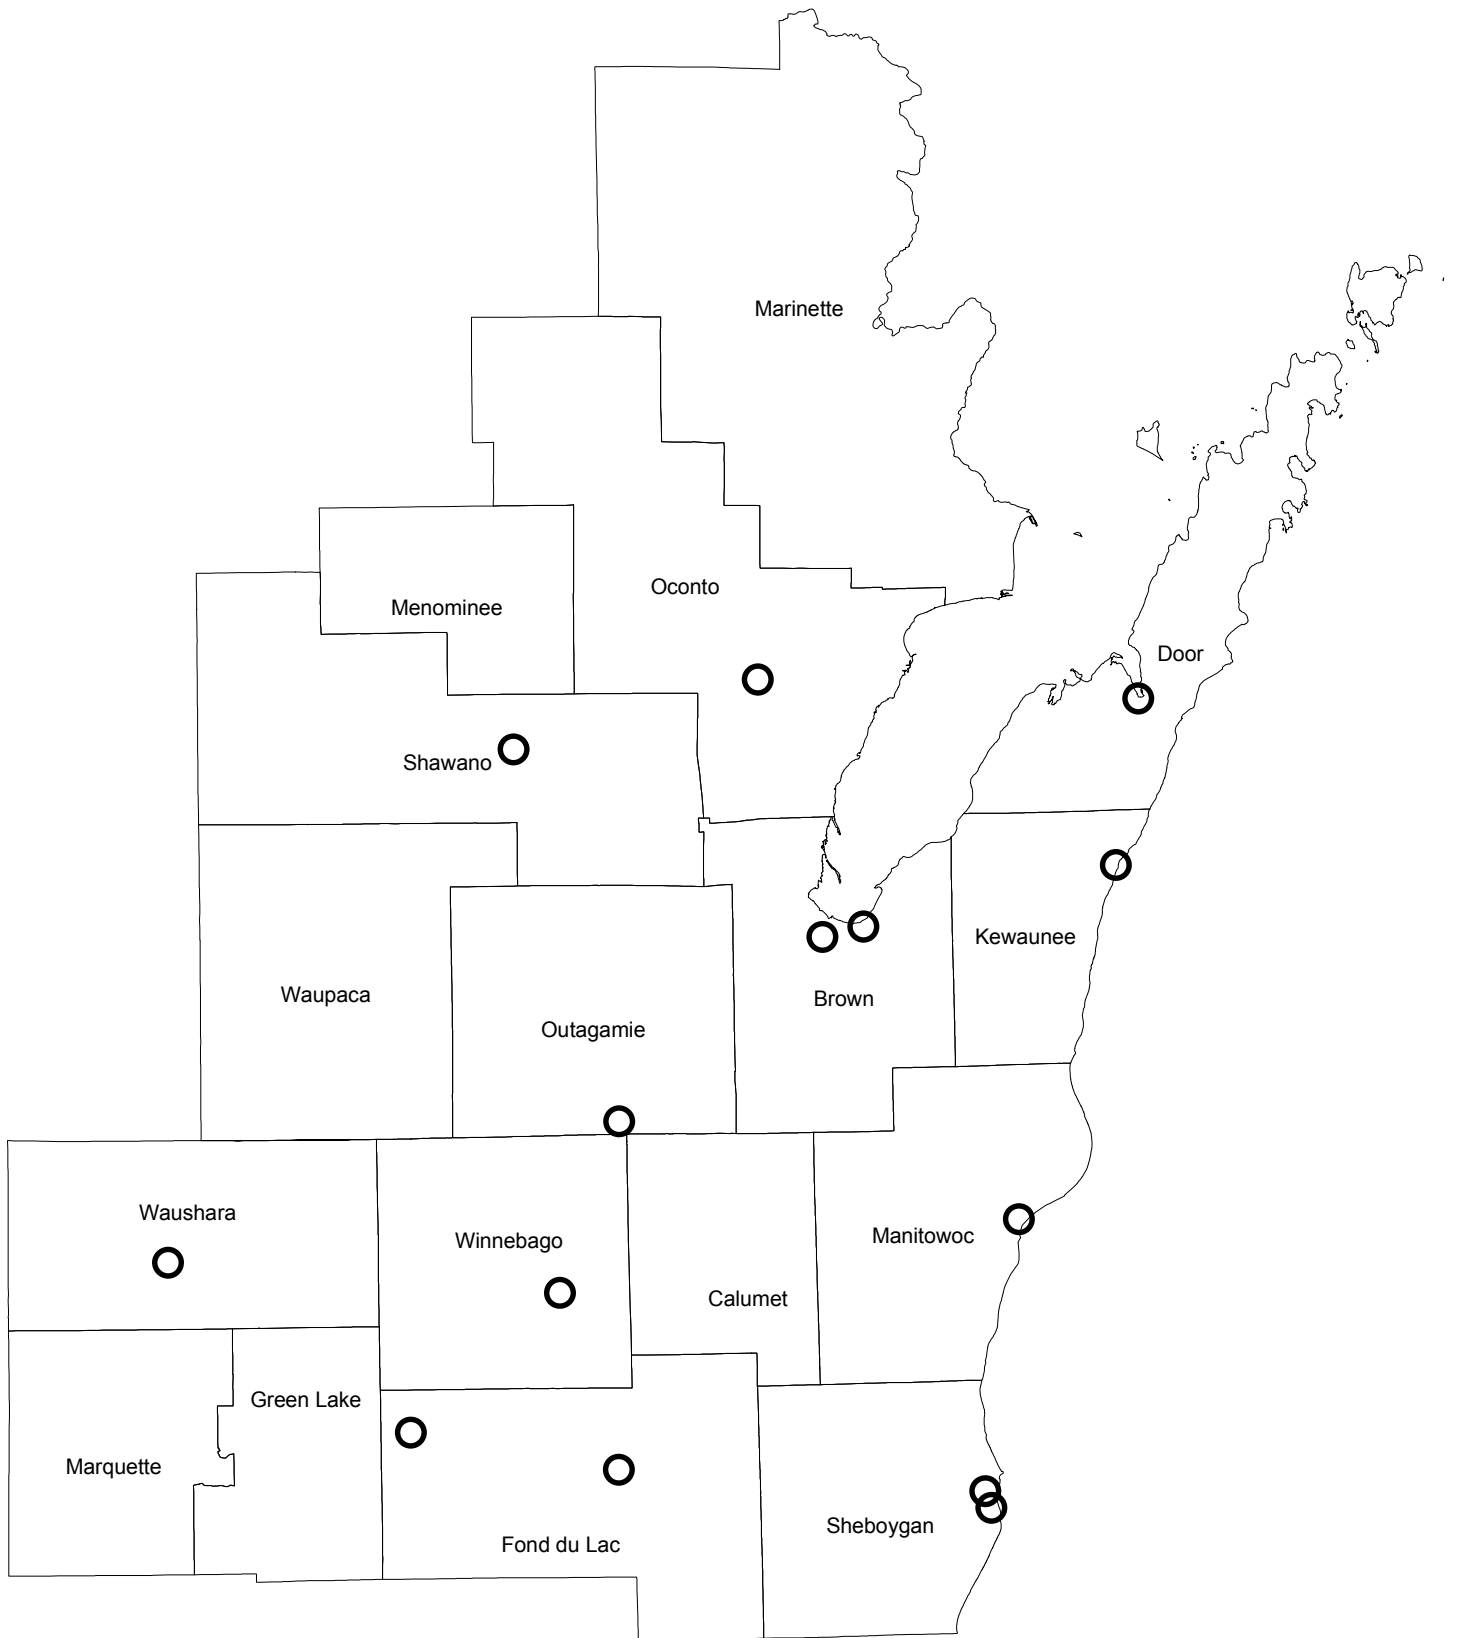 Marinette
Oconto
Menominee
Door
Shawano
Kewaunee
Waupaca
Brown
Outagamie
Waushara
Winnebago
Manitowoc
Calumet
Green Lake
Marquette
Sheboygan
Fond du Lac